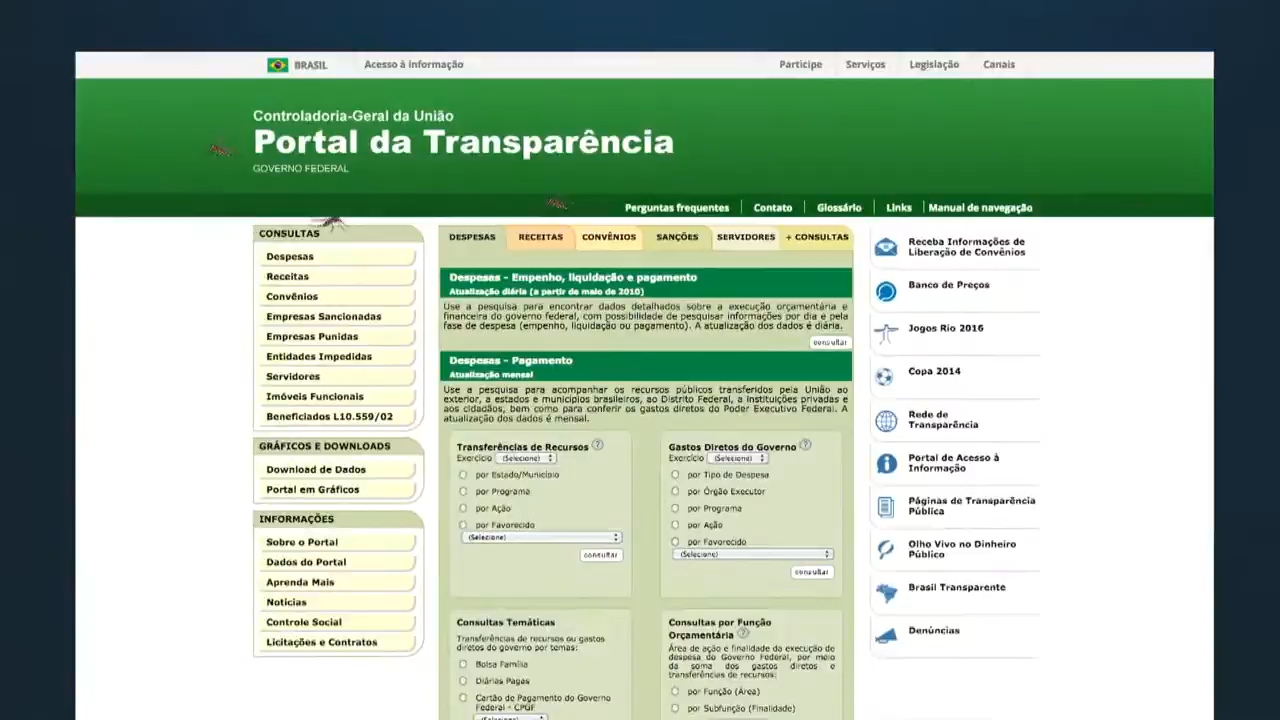 BRASIL
Acesso à informação
Participe
Serviços
Legislação
Canais
Controladoria-Geral da União
Portal da Transparência
GOVERNO FEDERAL
Perguntas frequentes
Contato
Glossário
Links
Manual de navegação
CONSULTAS
Despesas
Receitas
Convênios
Empresas Sancionadas
Empresas Punidas
Entidades Impedidas
Servidores
Imóveis Funcionais
Beneficiados L10.559/02
GRÁFICOS E DOWNLOADS
Download de Dados
Portal em Gráficos
INFORMAÇÕES
Sobre o Portal
Dados do Portal
Aprenda Mais
Notícias
Controle Social
Licitações e Contratos
DESPESAS
RECEITAS
CONVÊNIOS
SANÇÕES
SERVIDORES
+ CONSULTAS
Despesas - Empenho, liquidação e pagamento
Atualização diária (a partir de maio de 2010)
Use a pesquisa para encontrar dados detalhados sobre a execução orçamentária e
financeira do governo federal, com possibilidade de pesquisar informações por dia e pela
fase de despesa (empenho, liquidação ou pagamento). A atualização dos dados é diária.
consultar
Despesas - Pagamento
Atualização mensal
Use a pesquisa para acompanhar os recursos públicos transferidos pela União ao
exterior, a estados e municípios brasileiros, ao Distrito Federal, a instituições privadas e
aos cidadãos, bem como para conferir os gastos diretos do Poder Executivo Federal. A
atualização dos dados é mensal.
Transferências de Recursos ?
Exercício (Selecione)
por Estado/Município
por Programa
por Ação
por Favorecido
(Selecione)
consultar
Gastos Diretos do Governo ?
Exercício (Selecione)
por Tipo de Despesa
por Órgão Executor
por Programa
por Ação
por Favorecido
(Selecione)
consultar
Consultas Temáticas
Transferências de recursos ou gastos
diretos do governo por temas:
Bolsa Família
Diárias Pagas
Cartão de Pagamento do Governo
Federal - CPGF
(Selecione)
Consultas por Função
Orçamentária ?
Área de ação e finalidade da execução de
despesa do Governo Federal, por meio
da soma dos gastos diretos e
transferências de recursos:
por Função (Área)
por Subfunção (Finalidade)
Receba Informações de
Liberação de Convênios
Banco de Preços
Jogos Rio 2016
Copa 2014
Rede de
Transparência
Portal de Acesso à
Informação
Páginas de Transparência
Pública
Olho Vivo no Dinheiro
Público
Brasil Transparente
Denúncias